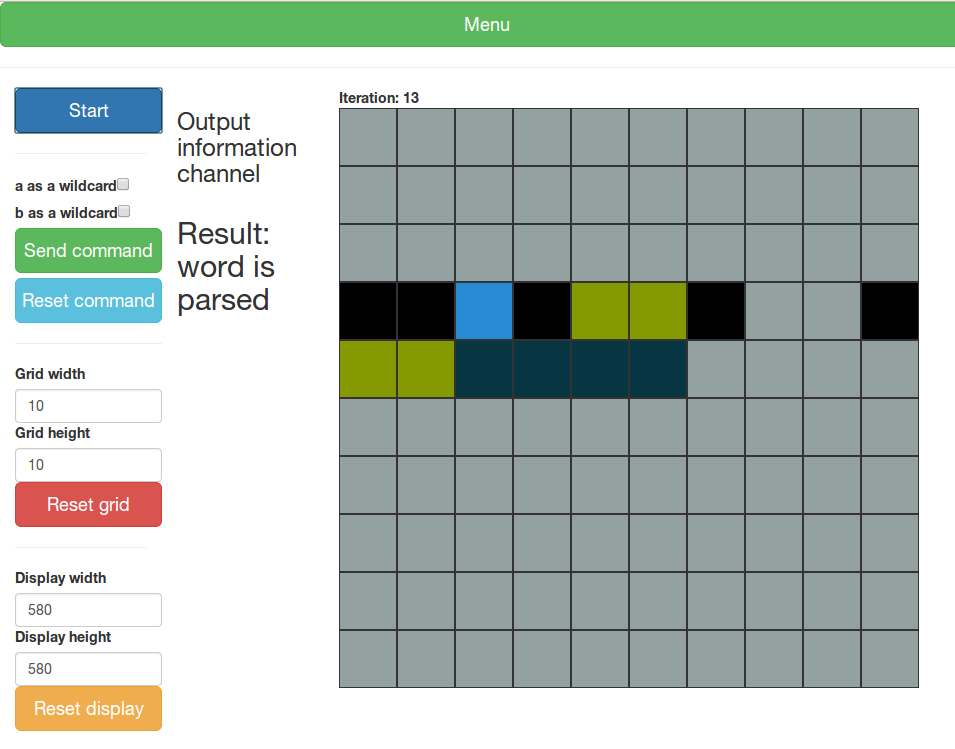 Menu
Start
a as a wildcard
b as a wildcard
Send command
Reset command
Grid width
10
Grid height
10
Reset grid
Display width
580
Display height
580
Reset display
Output
information
channel
Result:
word is
parsed
Iteration: 13